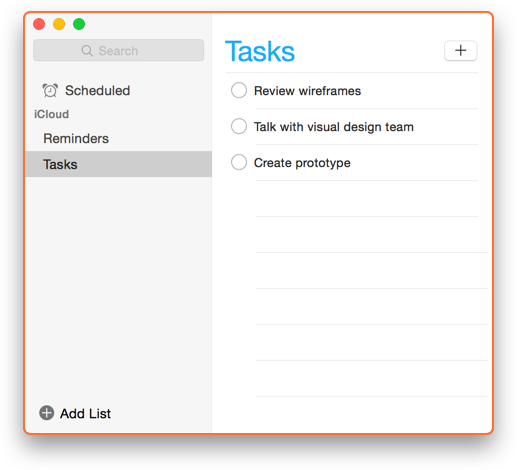 Search
Scheduled
iCloud
Reminders
Tasks
Add List
Tasks
Review wireframes
Talk with visual design team
Create prototype